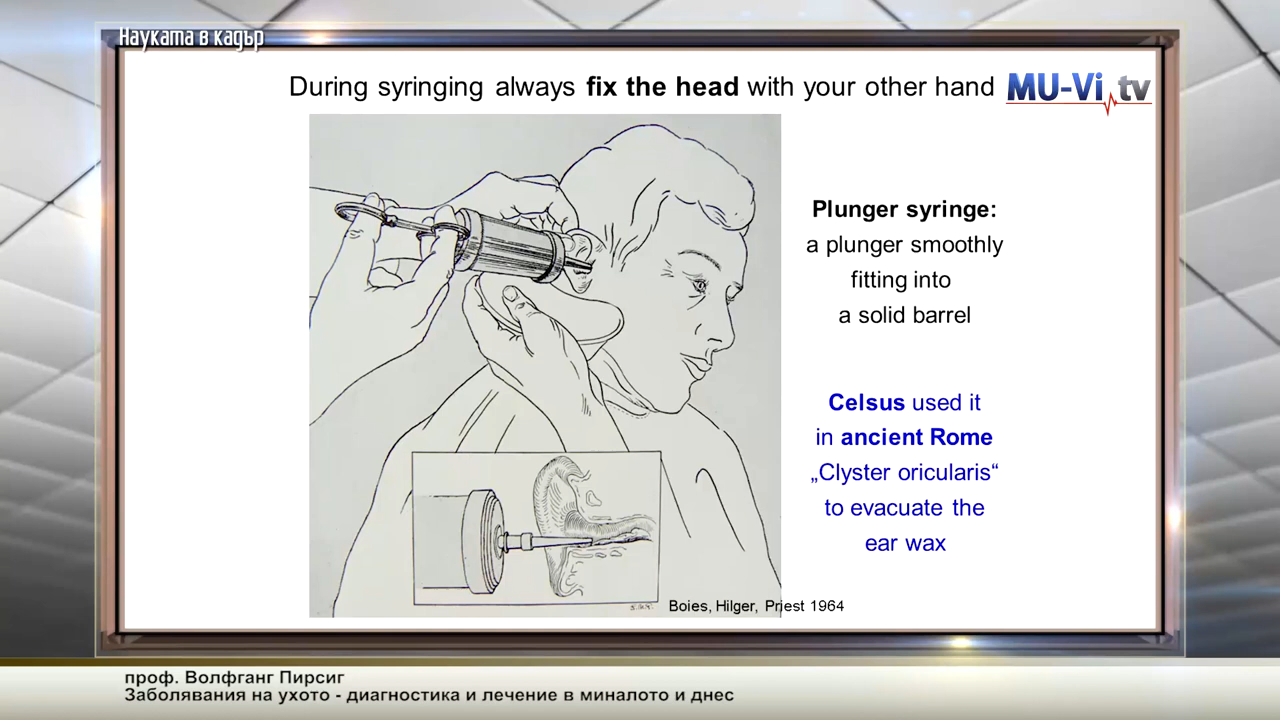 Науката в кадър
During syringing always fix the head with your other hand
MU-Vi.tv
Plunger syringe:
a plunger smoothly
fitting into
a solid barrel
Celsus used it
in ancient Rome
„Clyster oricularis“
to evacuate the
ear wax
Boies, Hilger, Priest 1964
проф. Волфганг Пирсиг
Заболявания на ухото - диагностика и лечение в миналото и днес